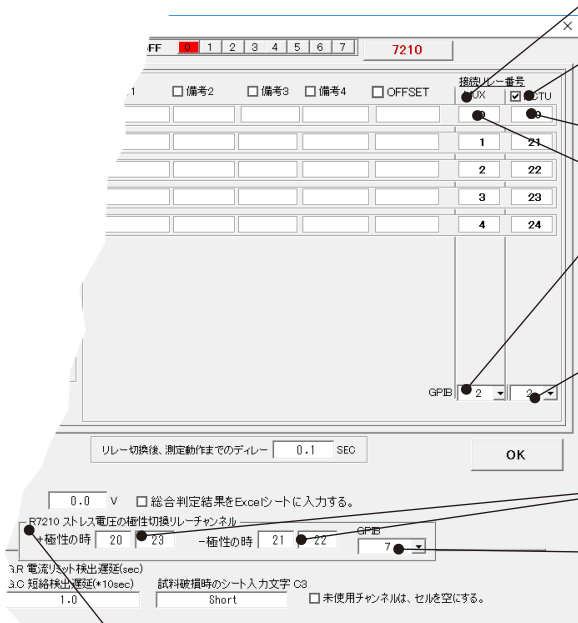 FF 0 1 2 3 4 5 6 7 7210
接続リレー番号
1 備考2 備考3 備考4 OFFSET MUX ACTU
1 21
2 22
3 23
4 24
GPIB 2 2
リレー切換後、測定動作までのディレー 0.1 SEC
OK
0.0 V 総合判定結果をExcelシートに入力する。
R7210 ストレス電圧の極性切換リレーチャンネル
GPIB
+極性の時 20 23 -極性の時 21 22 7
G.R 電流リミット検出遅延(sec)
G.C 短絡検出遅延(*10sec) 試料破損時のシート入力文字 C3
1.0 Short 未使用チャンネルは、セルを空にする。